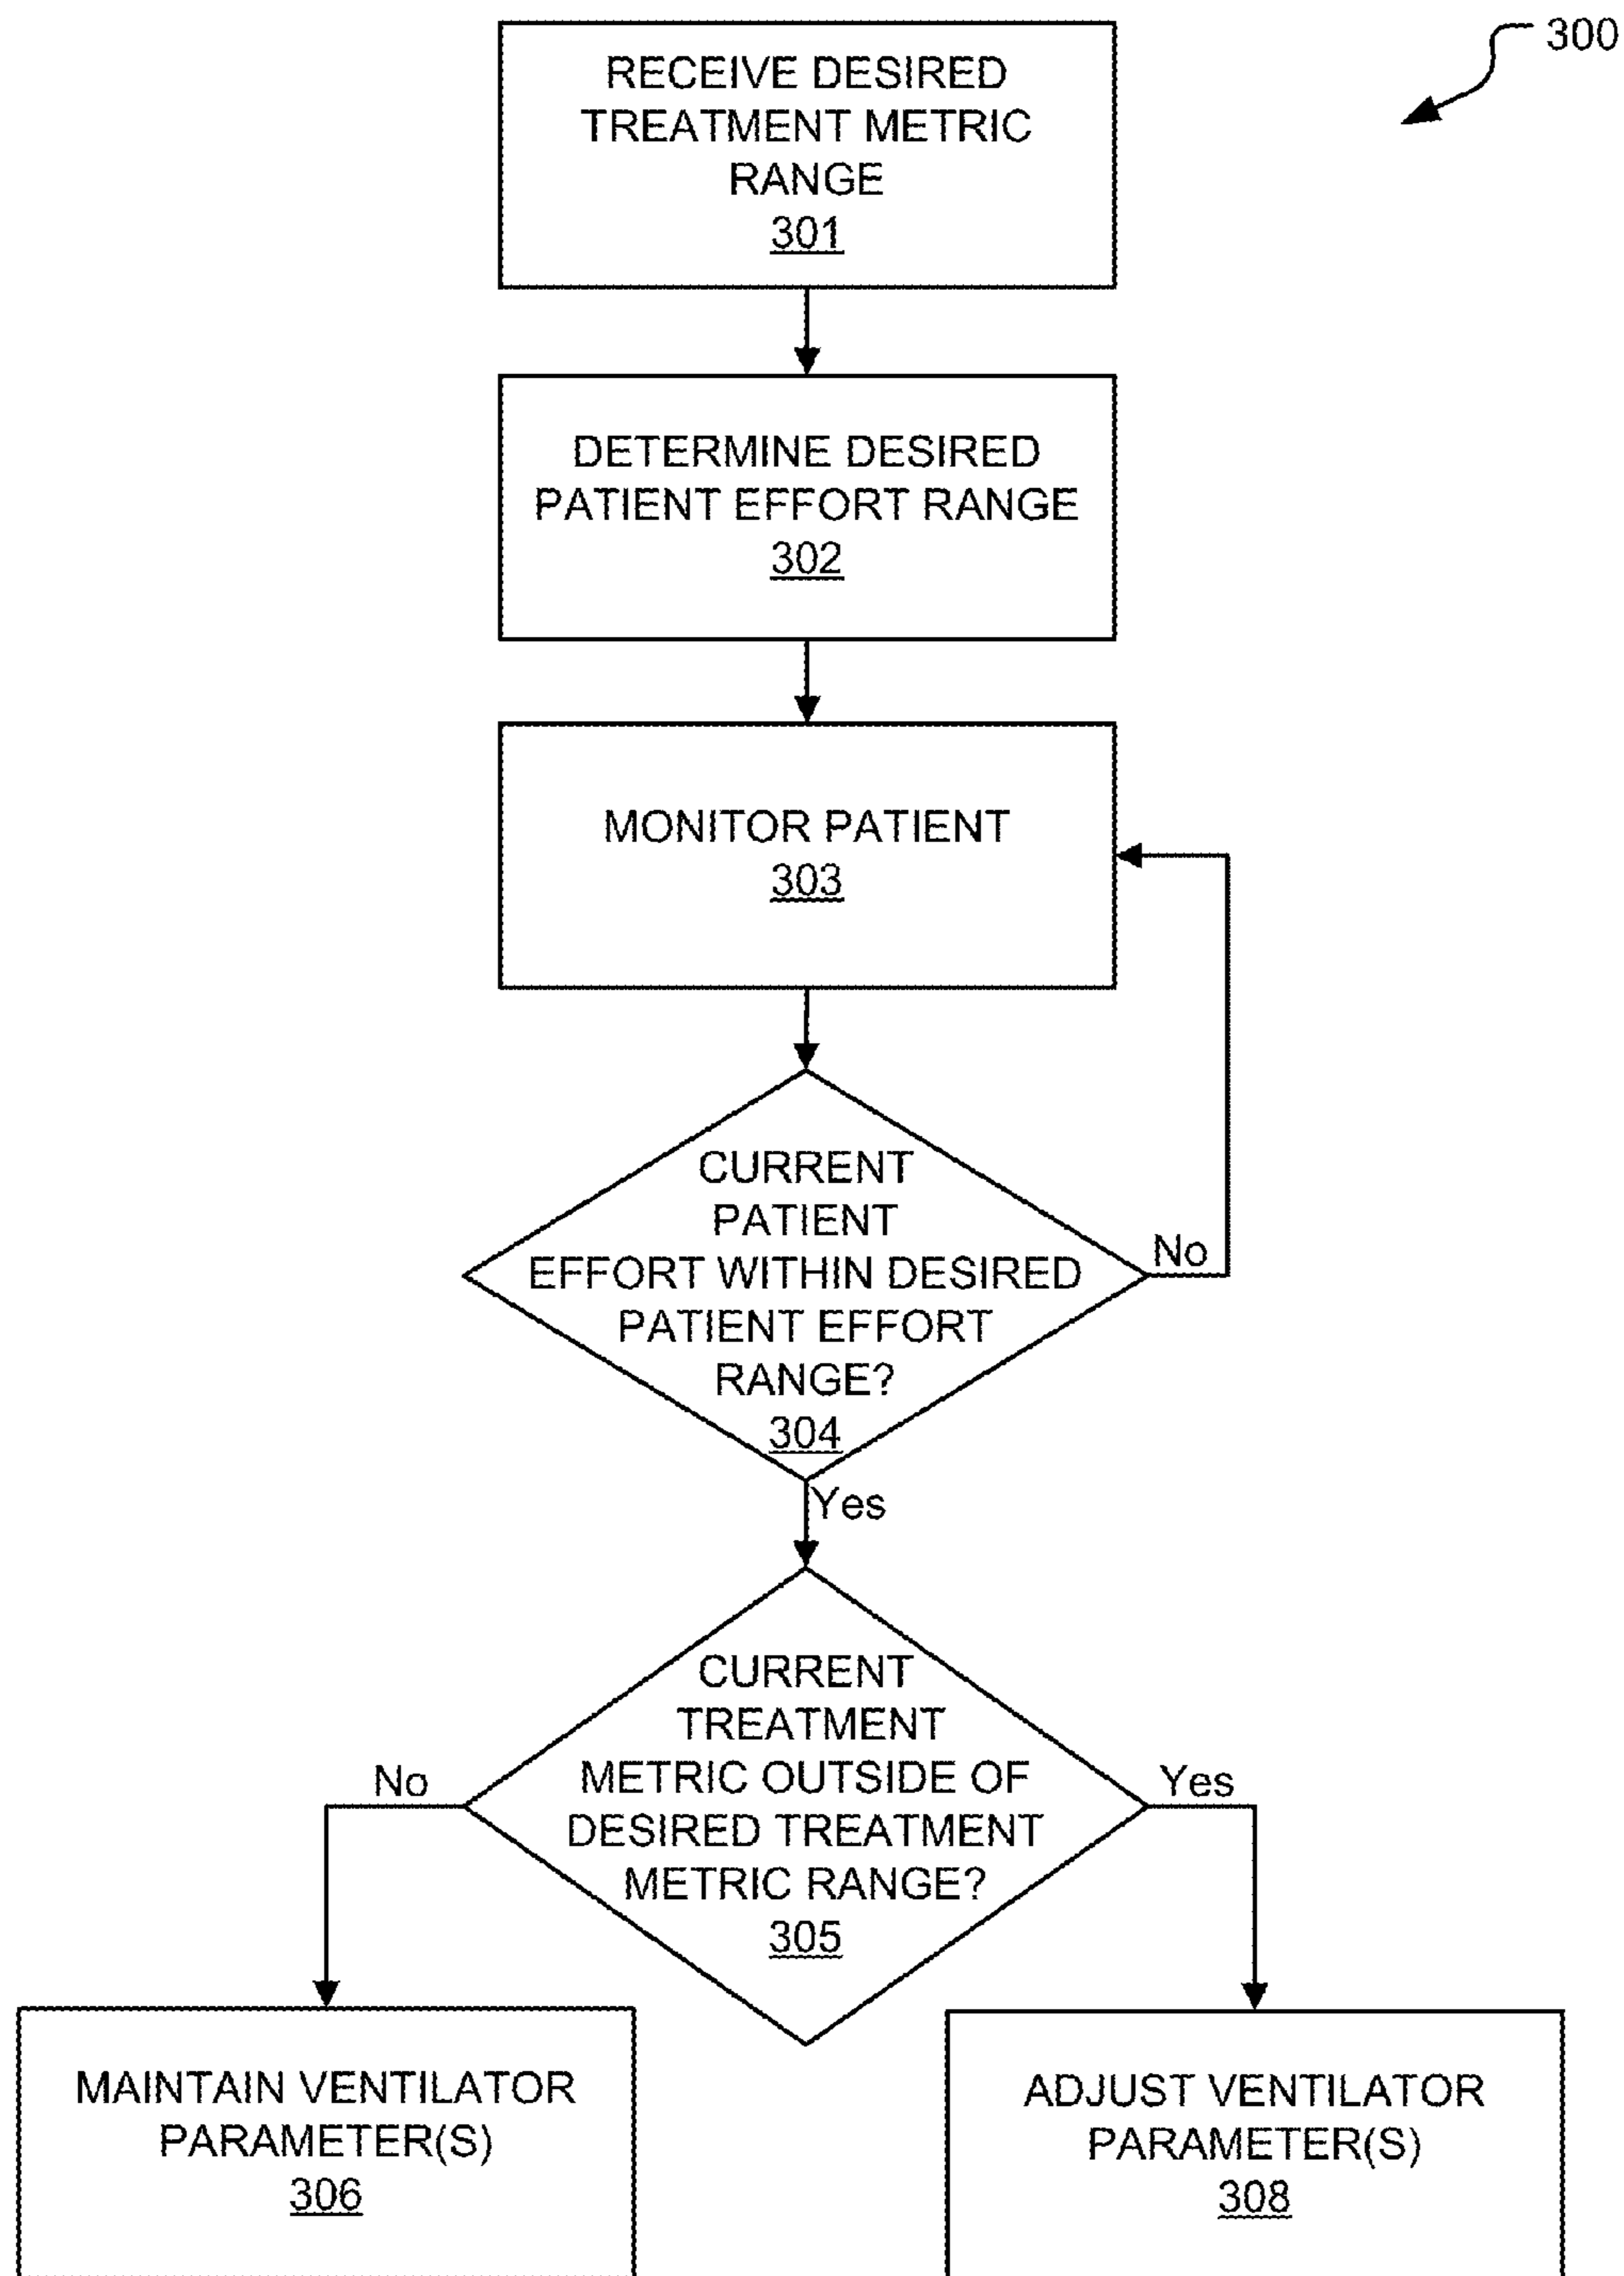 300
RECEIVE DESIRED
TREATMENT METRIC
RANGE
301
DETERMINE DESIRED
PATIENT EFFORT RANGE
302
MONITOR PATIENT
303
CURRENT
PATIENT
EFFORT WITHIN DESIRED
PATIENT EFFORT
RANGE?
304
No
Yes
CURRENT
TREATMENT
METRIC OUTSIDE OF
DESIRED TREATMENT
METRIC RANGE?
305
No
Yes
MAINTAIN VENTILATOR
PARAMETER(S)
306
ADJUST VENTILATOR
PARAMETER(S)
308